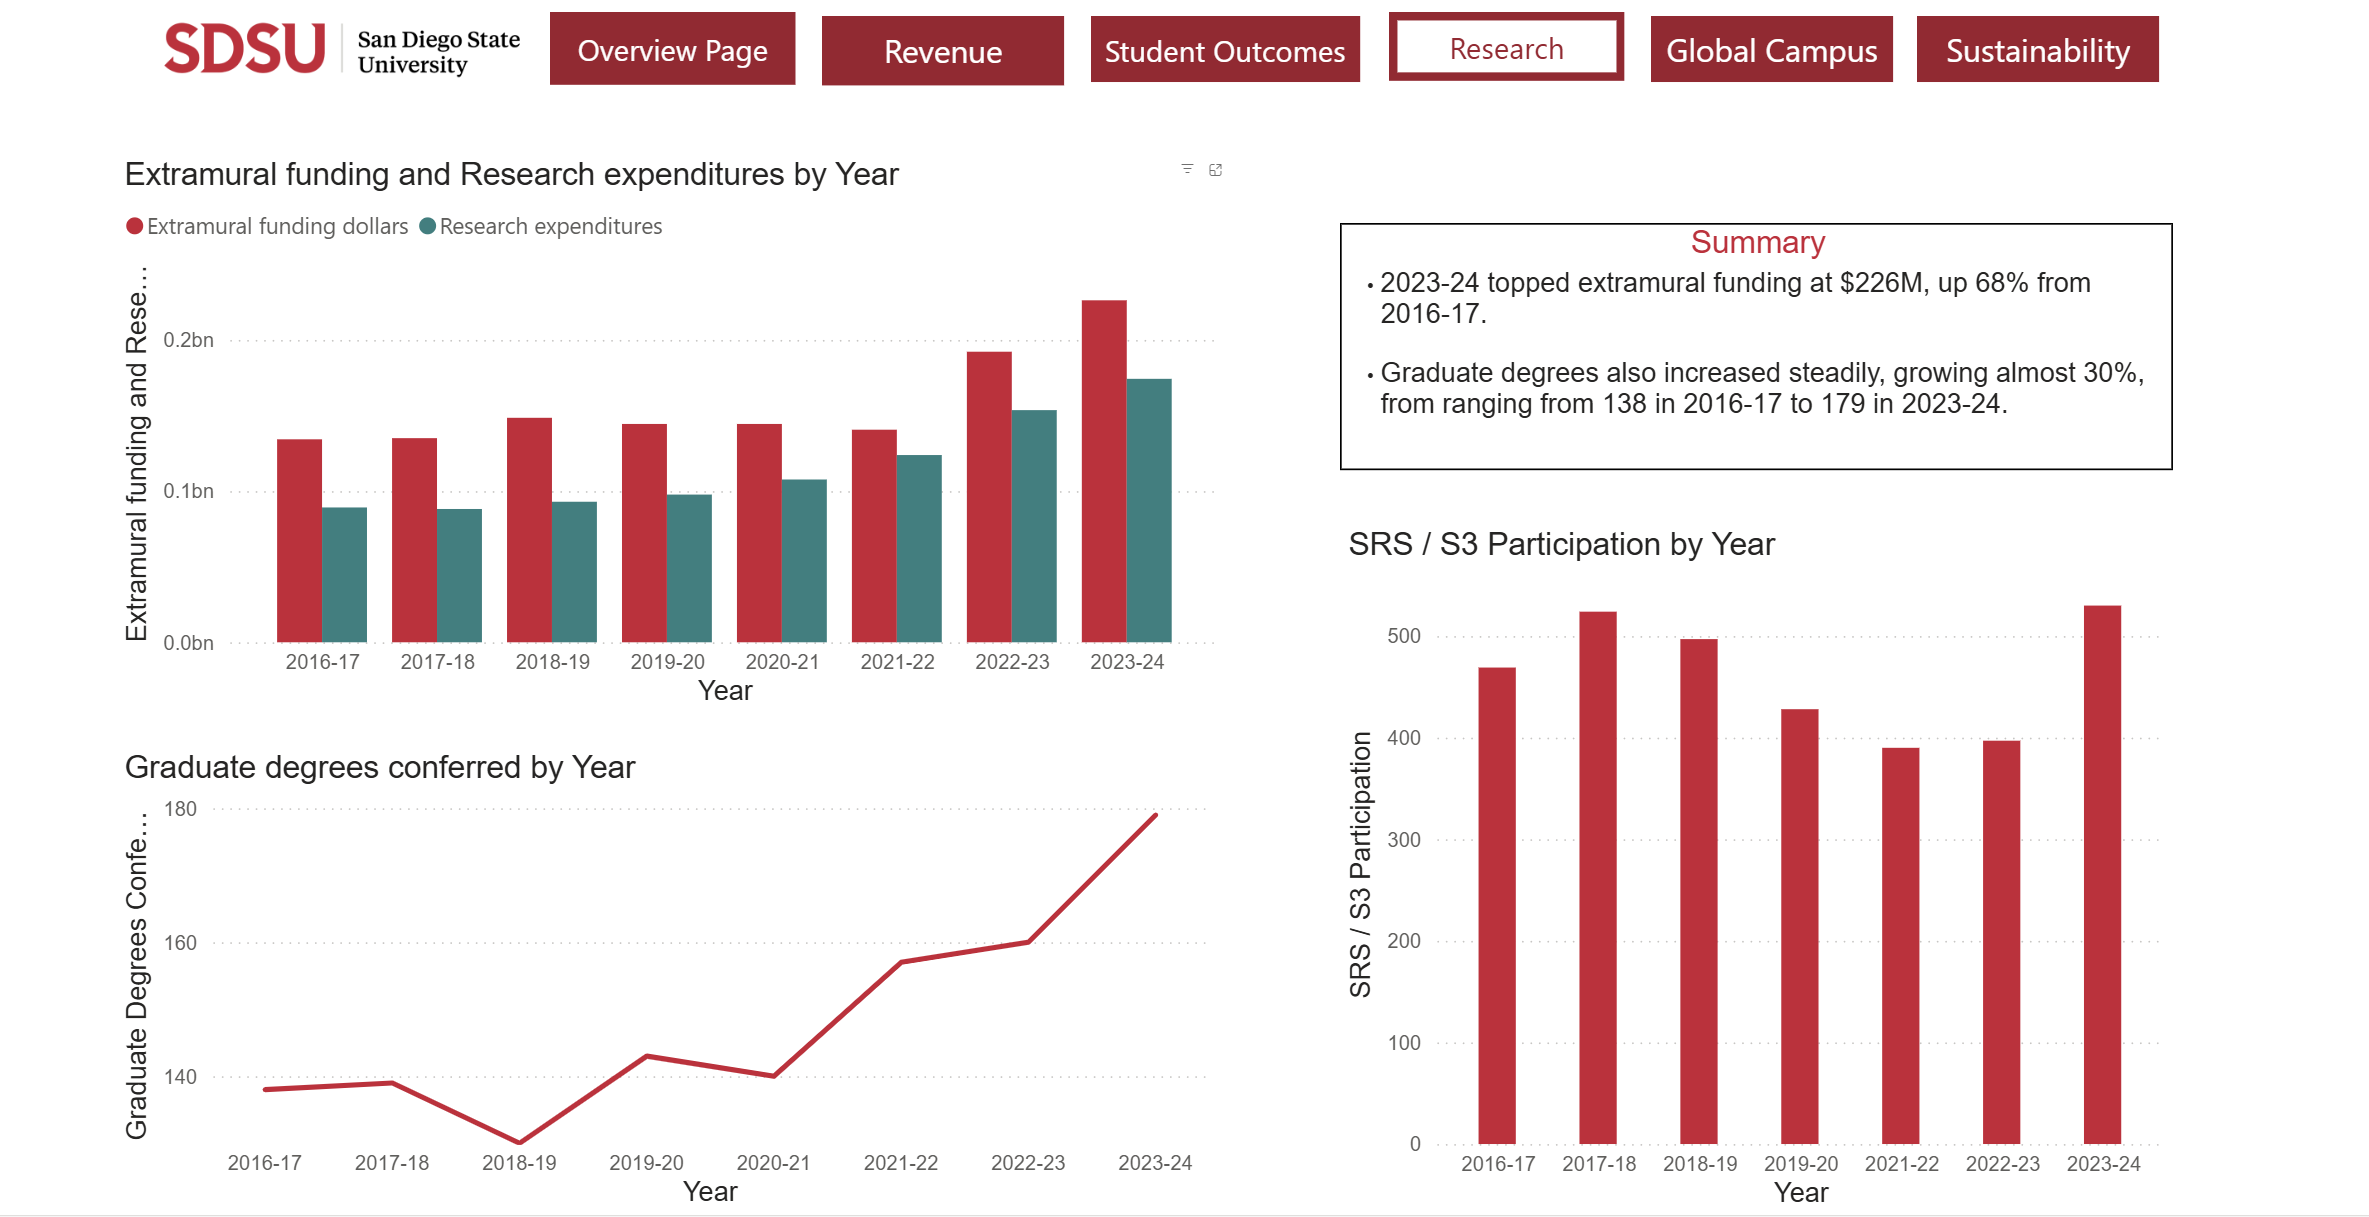 SDSU
San Diego State
University
Overview Page
Revenue
Student Outcomes
Research
Global Campus
Sustainability
Extramural funding and Research expenditures by Year
Extramural funding dollars
Research expenditures
Extramural funding and Rese...
0.2bn
0.1bn
0.0bn
2016-17
2017-18
2018-19
2019-20
2020-21
2021-22
2022-23
2023-24
Year
Summary
• 2023-24 topped extramural funding at $226M, up 68% from
2016-17.
• Graduate degrees also increased steadily, growing almost 30%,
from ranging from 138 in 2016-17 to 179 in 2023-24.
Graduate degrees conferred by Year
Graduate Degrees Confe...
180
160
140
2016-17
2017-18
2018-19
2019-20
2020-21
2021-22
2022-23
2023-24
Year
SRS / S3 Participation by Year
SRS / S3 Participation
500
400
300
200
100
0
2016-17
2017-18
2018-19
2019-20
2021-22
2022-23
2023-24
Year